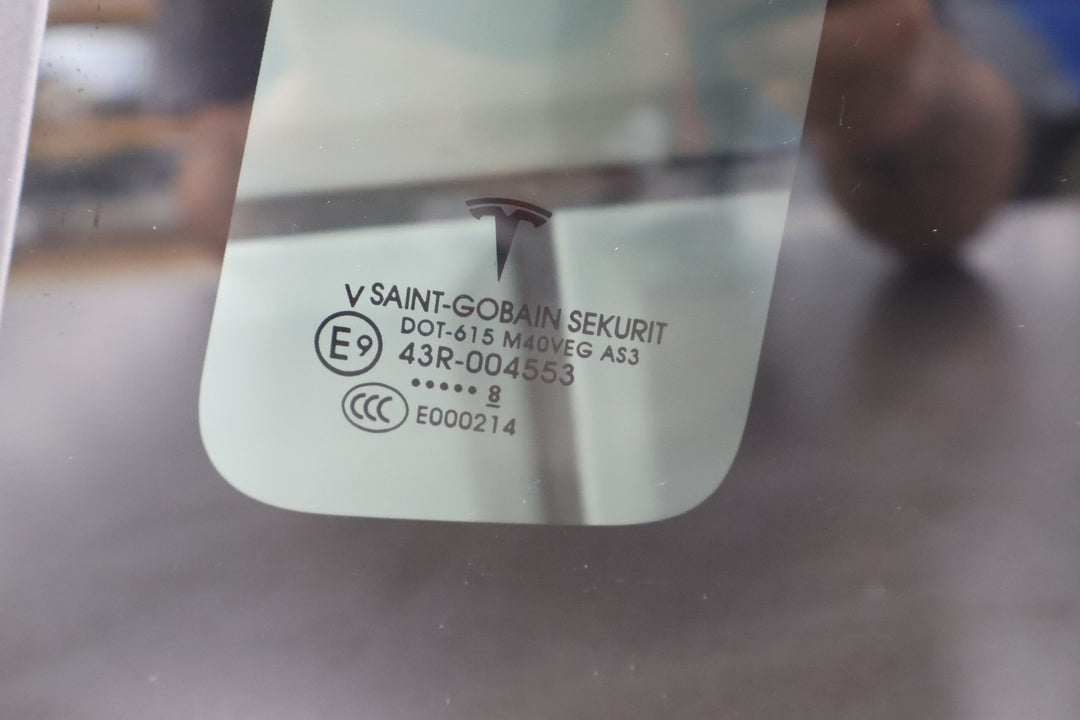 V SAINT-GOBAIN SEKURIT
E9 DOT-615 M40VEG AS3
43R-004553
••••• 8
CCC E000214